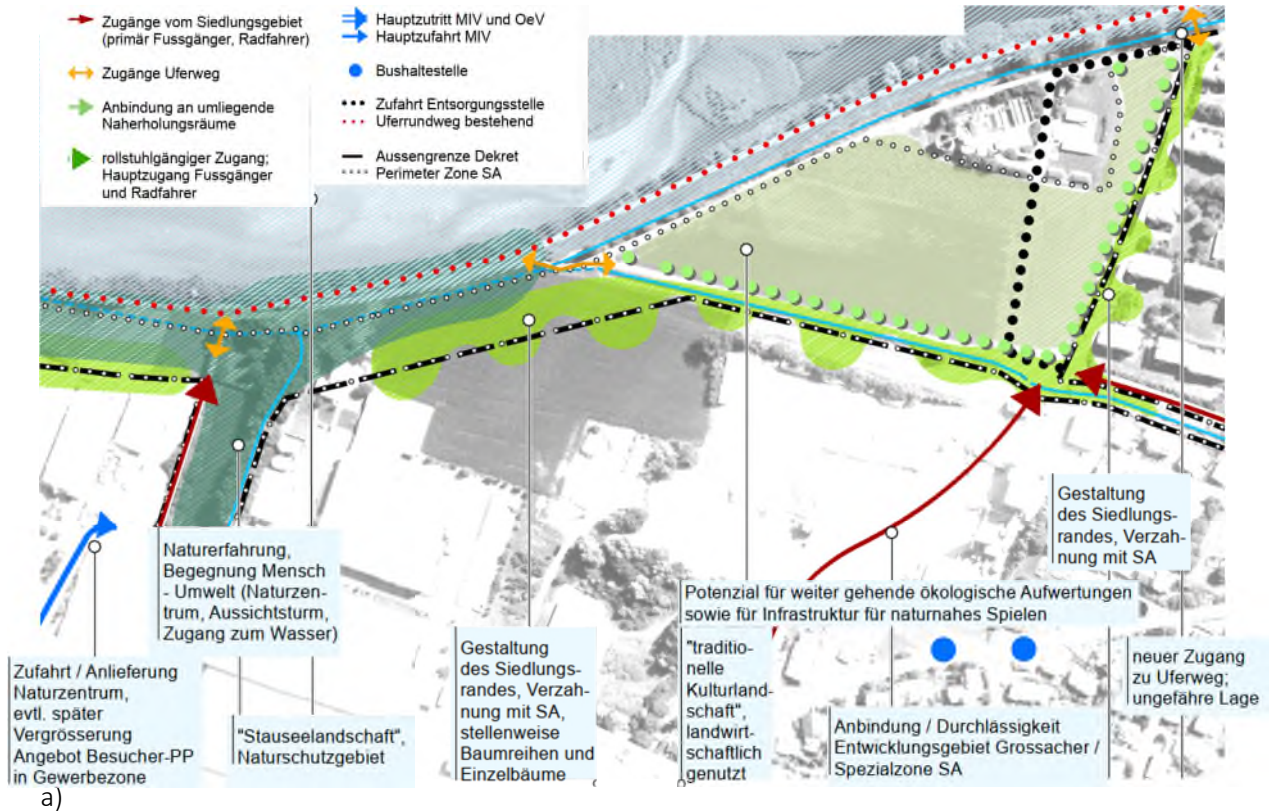 Zugänge vom Siedlungsgebiet
(primär Fussgänger, Radfahrer)
Zugänge Uferweg
Anbindung an umliegende
Naherholungsräume
rollstuhlgängiger Zugang;
Hauptzugang Fussgänger
und Radfahrer
Hauptzutritt MIV und OeV
Hauptzufahrt MIV
Bushaltestelle
Zufahrt Entsorgungsstelle
Uferrundweg bestehend
Aussengrenze Dekret
Perimeter Zone SA
Zufahrt / Anlieferung
Naturzentrum,
evtl. später
Vergrösserung
Angebot Besucher-PP
in Gewerbezone
Naturerfahrung,
Begegnung Mensch
- Umwelt (Naturzen-
trum, Aussichtsturm,
Zugang zum Wasser)
"Stauseelandschaft",
Naturschutzgebiet
Gestaltung
des Siedlungs-
randes, Verzah-
nung mit SA,
stellenweise
Baumreihen und
Einzelbäume
Potenzial für weiter gehende ökologische Aufwertungen
sowie für Infrastruktur für naturnahes Spielen
"traditio-
nelle
Kulturland-
schaft",
landwirt-
schaftlich
genutzt
Anbindung / Durchlässigkeit
Entwicklungsgebiet Grossacher /
Spezialzone SA
Gestaltung
des Siedlungs-
randes, Verzah-
nung mit SA
neuer Zugang
zu Uferweg;
ungefähre Lage
a)